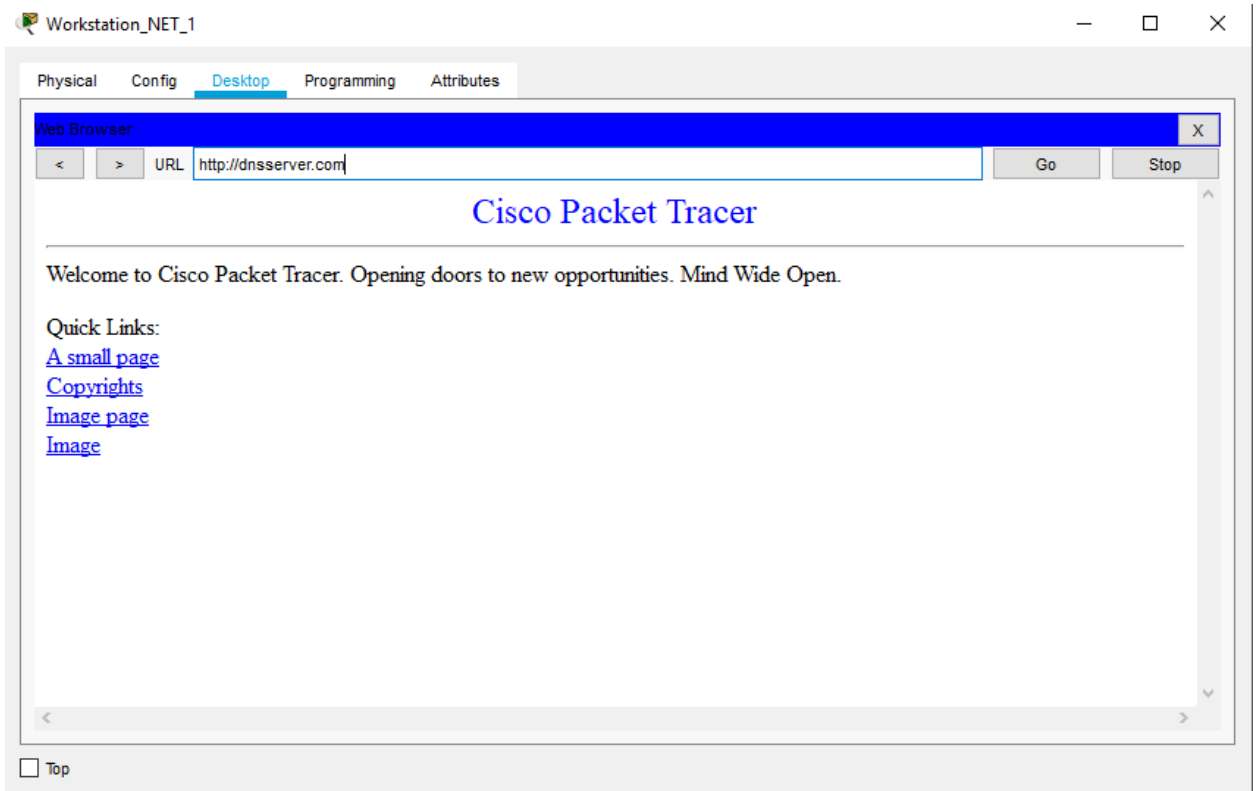 Workstation_NET_1
Physical Config Desktop Programming Attributes
Web Browser X
< > URL http://dnsserver.com Go Stop
Cisco Packet Tracer
Welcome to Cisco Packet Tracer. Opening doors to new opportunities. Mind Wide Open.
Quick Links:
A small page
Copyrights
Image page
Image
Top